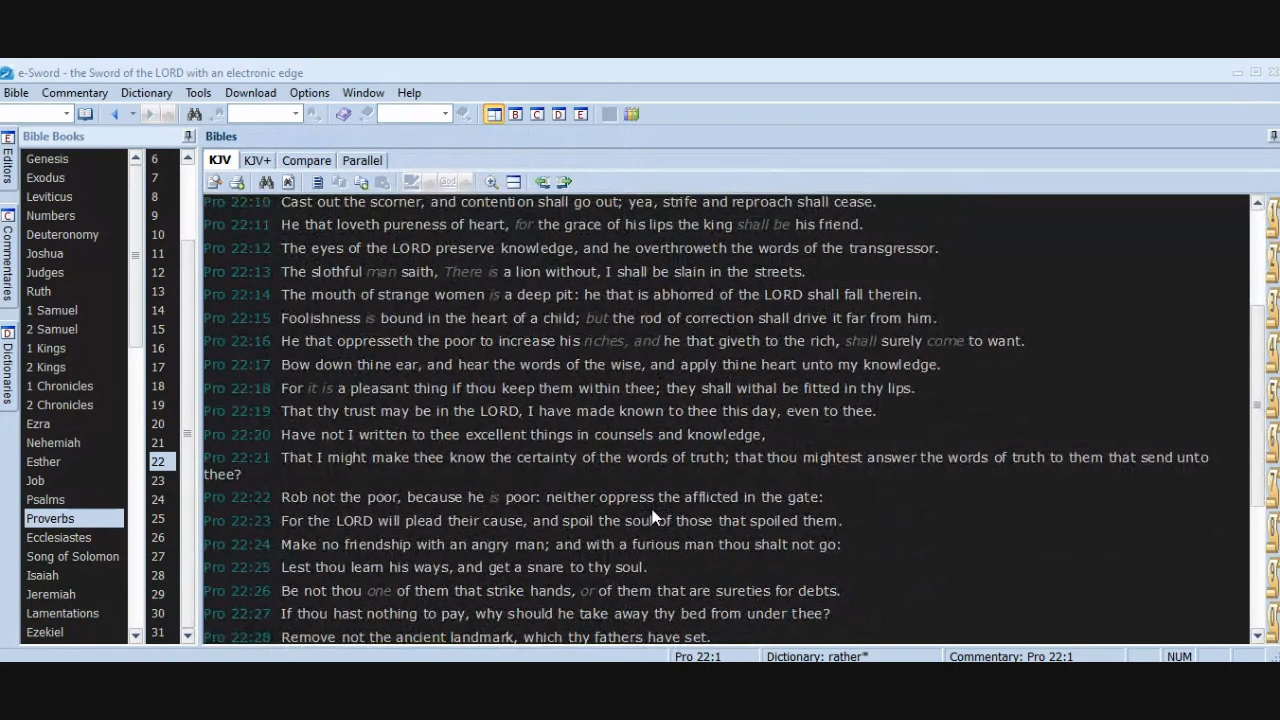 e-Sword - the Sword of the LORD with an electronic edge
Bible Commentary Dictionary Tools Download Options Window Help
B C D E
Bible Books
Bibles
E Editors
C Commentaries
D Dictionaries
Genesis
Exodus
Leviticus
Numbers
Deuteronomy
Joshua
Judges
Ruth
1 Samuel
2 Samuel
1 Kings
2 Kings
1 Chronicles
2 Chronicles
Ezra
Nehemiah
Esther
Job
Psalms
Proverbs
Ecclesiastes
Song of Solomon
Isaiah
Jeremiah
Lamentations
Ezekiel
6
7
8
9
10
11
12
13
14
15
16
17
18
19
20
21
22
23
24
25
26
27
28
29
30
31
KJV KJV+ Compare Parallel
God
Pro 22:10 Cast out the scorner, and contention shall go out; yea, strife and reproach shall cease.
Pro 22:11 He that loveth pureness of heart, for the grace of his lips the king shall be his friend.
Pro 22:12 The eyes of the LORD preserve knowledge, and he overthroweth the words of the transgressor.
Pro 22:13 The slothful man saith, There is a lion without, I shall be slain in the streets.
Pro 22:14 The mouth of strange women is a deep pit: he that is abhorred of the LORD shall fall therein.
Pro 22:15 Foolishness is bound in the heart of a child; but the rod of correction shall drive it far from him.
Pro 22:16 He that oppresseth the poor to increase his riches, and he that giveth to the rich, shall surely come to want.
Pro 22:17 Bow down thine ear, and hear the words of the wise, and apply thine heart unto my knowledge.
Pro 22:18 For it is a pleasant thing if thou keep them within thee; they shall withal be fitted in thy lips.
Pro 22:19 That thy trust may be in the LORD, I have made known to thee this day, even to thee.
Pro 22:20 Have not I written to thee excellent things in counsels and knowledge,
Pro 22:21 That I might make thee know the certainty of the words of truth; that thou mightest answer the words of truth to them that send unto
thee?
Pro 22:22 Rob not the poor, because he is poor: neither oppress the afflicted in the gate:
Pro 22:23 For the LORD will plead their cause, and spoil the soul of those that spoiled them.
Pro 22:24 Make no friendship with an angry man; and with a furious man thou shalt not go:
Pro 22:25 Lest thou learn his ways, and get a snare to thy soul.
Pro 22:26 Be not thou one of them that strike hands, or of them that are sureties for debts.
Pro 22:27 If thou hast nothing to pay, why should he take away thy bed from under thee?
Pro 22:28 Remove not the ancient landmark, which thy fathers have set.
Pro 22:1 Dictionary: rather* Commentary: Pro 22:1 NUM